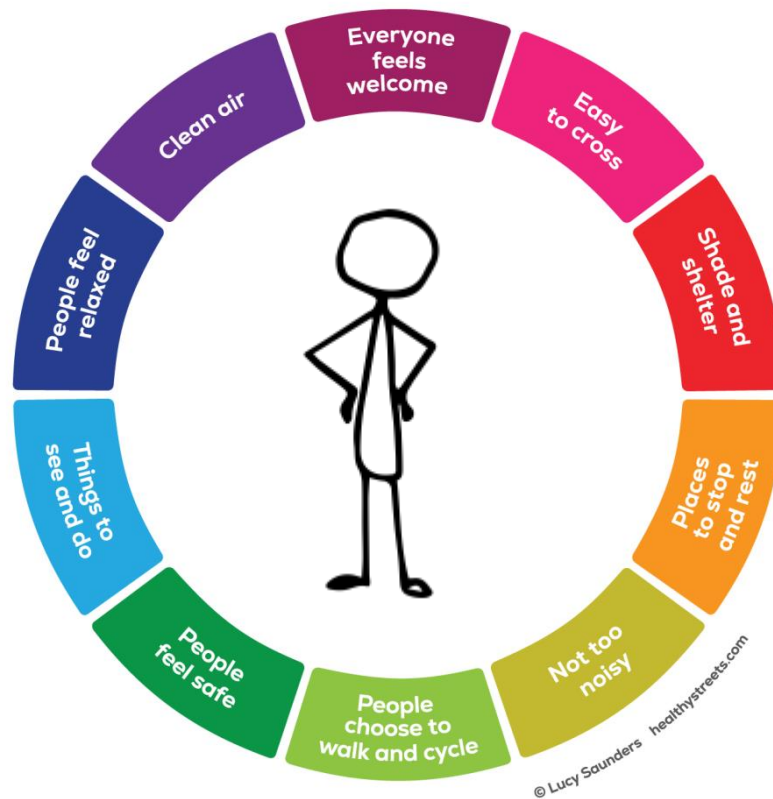 Everyone
feels
welcome
Easy
to cross
Shade and
shelter
Places
to stop
and rest
Not too
noisy
People
choose to
walk and cycle
People
feel safe
Things to
see and do
People feel
relaxed
Clean air
© Lucy Saunders healthystreets.com